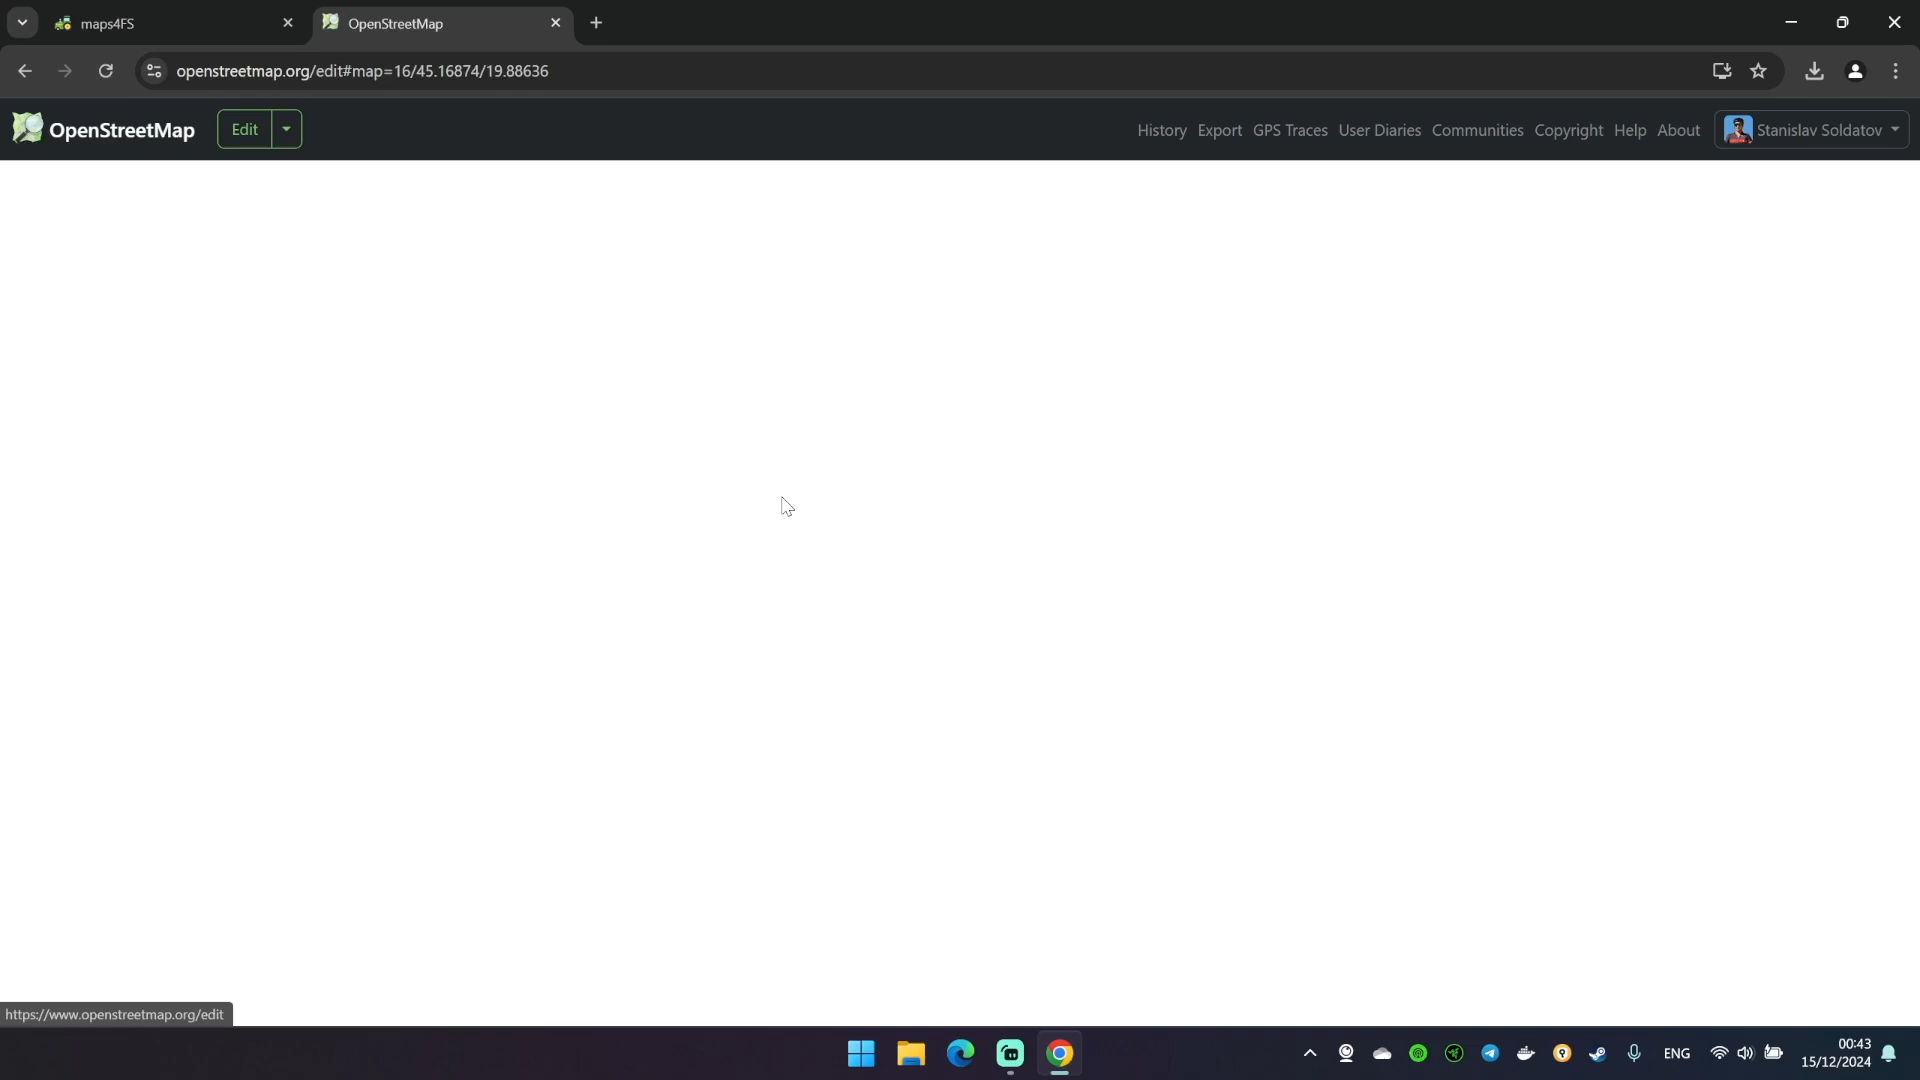 maps4FS
OpenStreetMap
openstreetmap.org/edit#map=16/45.16874/19.88636
OpenStreetMap
Edit
History
Export
GPS Traces
User Diaries
Communities
Copyright
Help
About
Stanislav Soldatov
https://www.openstreetmap.org/edit
ENG
00:43
15/12/2024